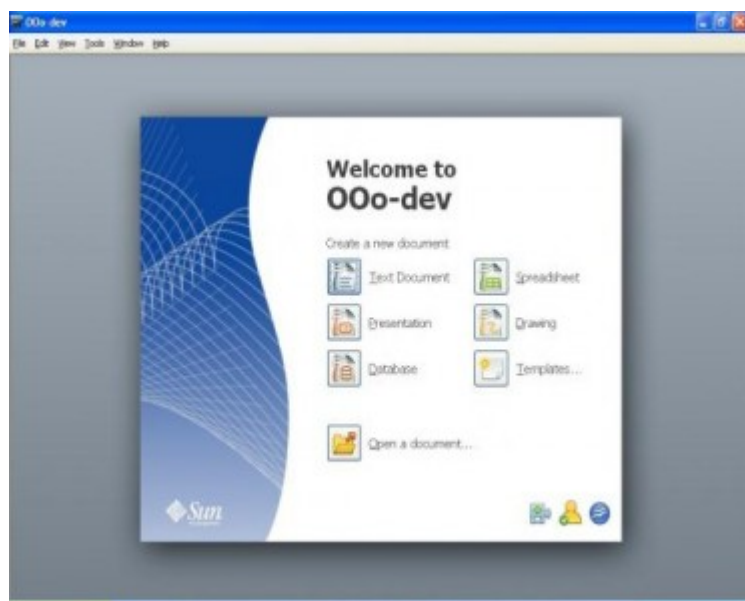 OOo-dev
File Edit View Tools Window Help
Welcome to
OOo-dev
Create a new document
Text Document
Spreadsheet
Presentation
Drawing
Database
Templates...
Open a document...
Sun